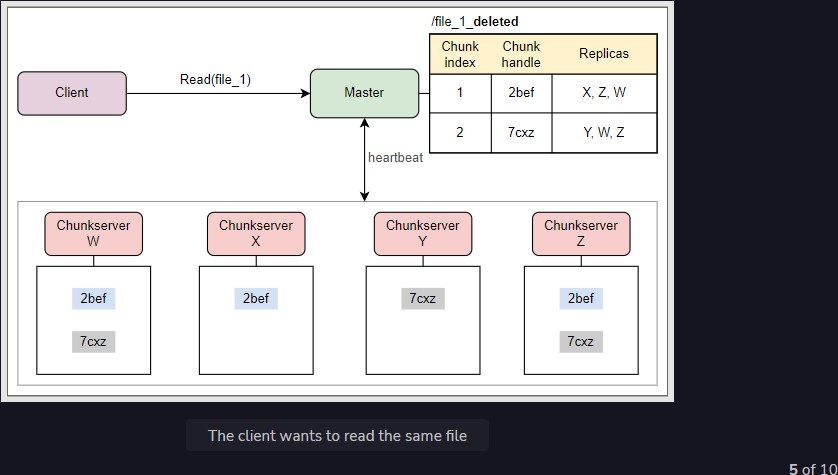 /file_1_deleted
Chunk index
Chunk handle
Replicas
Client
Read(file_1)
Master
1
2bef
X, Z, W
2
7cxz
Y, W, Z
heartbeat
Chunkserver
W
Chunkserver
X
Chunkserver
Y
Chunkserver
Z
2bef
2bef
7cxz
2bef
7cxz
7cxz
The client wants to read the same file
5 of 10